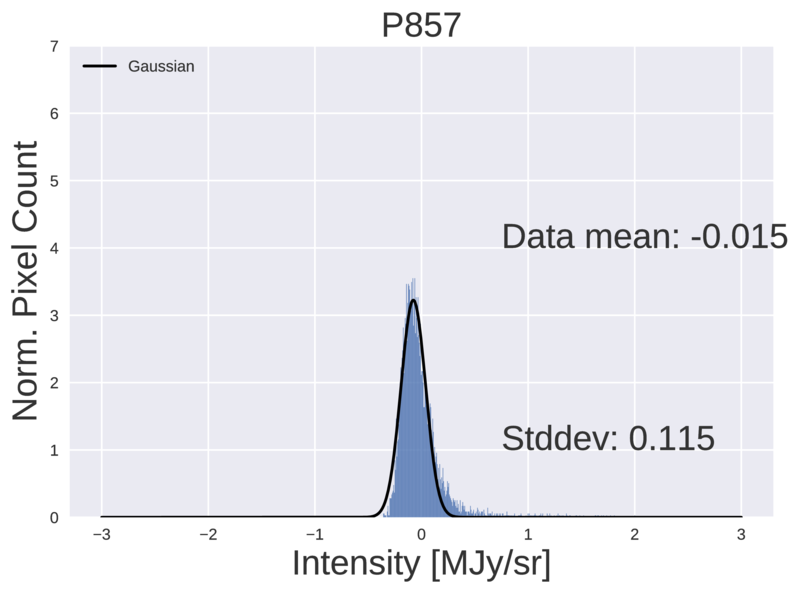 P857
7
Gaussian
6
5
Data mean: -0.015
4
3
2
Stddev: 0.115
1
0
Norm. Pixel Count
−3 −2 −1 0 1 2 3
Intensity [MJy/sr]